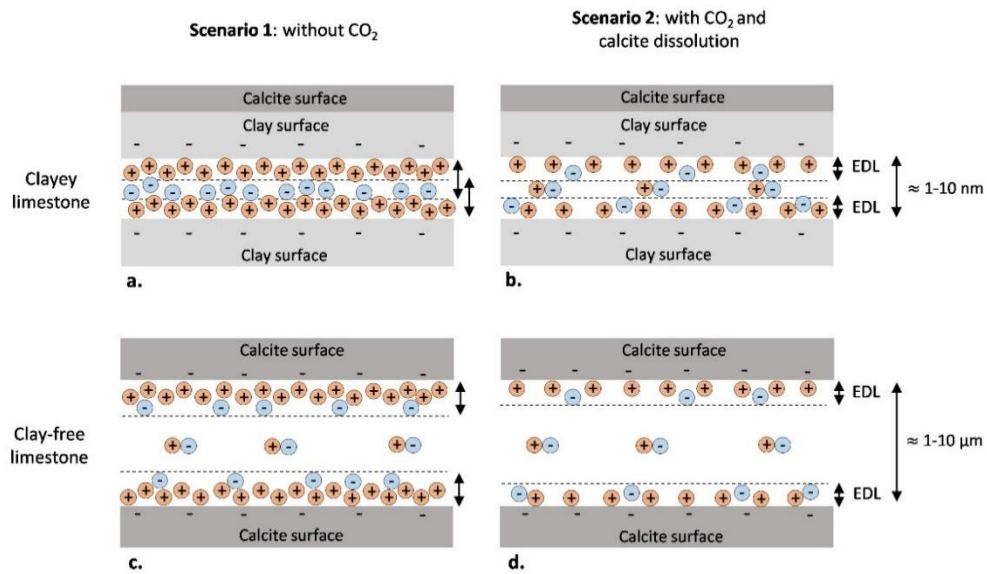 Scenario 1: without CO₂
Scenario 2: with CO₂ and
calcite dissolution
Clayey
limestone
Calcite surface
Clay surface
- - - - - -
+ + + + + + + + + + + + + + + + + +
- - - - - - - - - -
+ + + + + + + + + + + + + + + + + +
- - - - - -
Clay surface
a.
Calcite surface
Clay surface
- - - - - -
+ + + + + + + EDL
- - -
+ - + - + - ≈ 1-10 nm
- + + + - + + - + - + EDL
- - - - - -
Clay surface
b.
Clay-free
limestone
Calcite surface
- - - - - -
+ + + + + + + + + + + + + + + + + +
- - - - -
+ - + - + -
- - - - -
+ + + + + + + + + + + + + + + + +
- - - - - -
Calcite surface
c.
Calcite surface
- - - - - -
+ + + + + + + EDL
- - -
+ - + - + - ≈ 1-10 μm
- + + - + + - + - EDL
- - - - - -
Calcite surface
d.